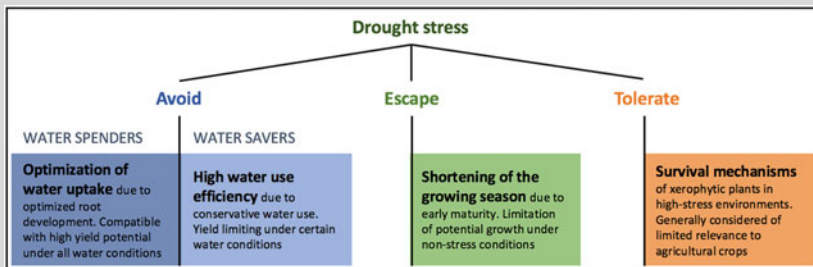 Drought stress
Avoid
Escape
Tolerate
WATER SPENDERS
WATER SAVERS
Optimization of
water uptake due to
optimized root
development. Compatible
with high yield potential
under all water conditions
High water use
efficiency due to
conservative water use.
Yield limiting under certain
water conditions
Shortening of the
growing season due to
early maturity. Limitation
of potential growth under
non-stress conditions
Survival mechanisms
of xerophytic plants in
high-stress environments.
Generally considered of
limited relevance to
agricultural crops